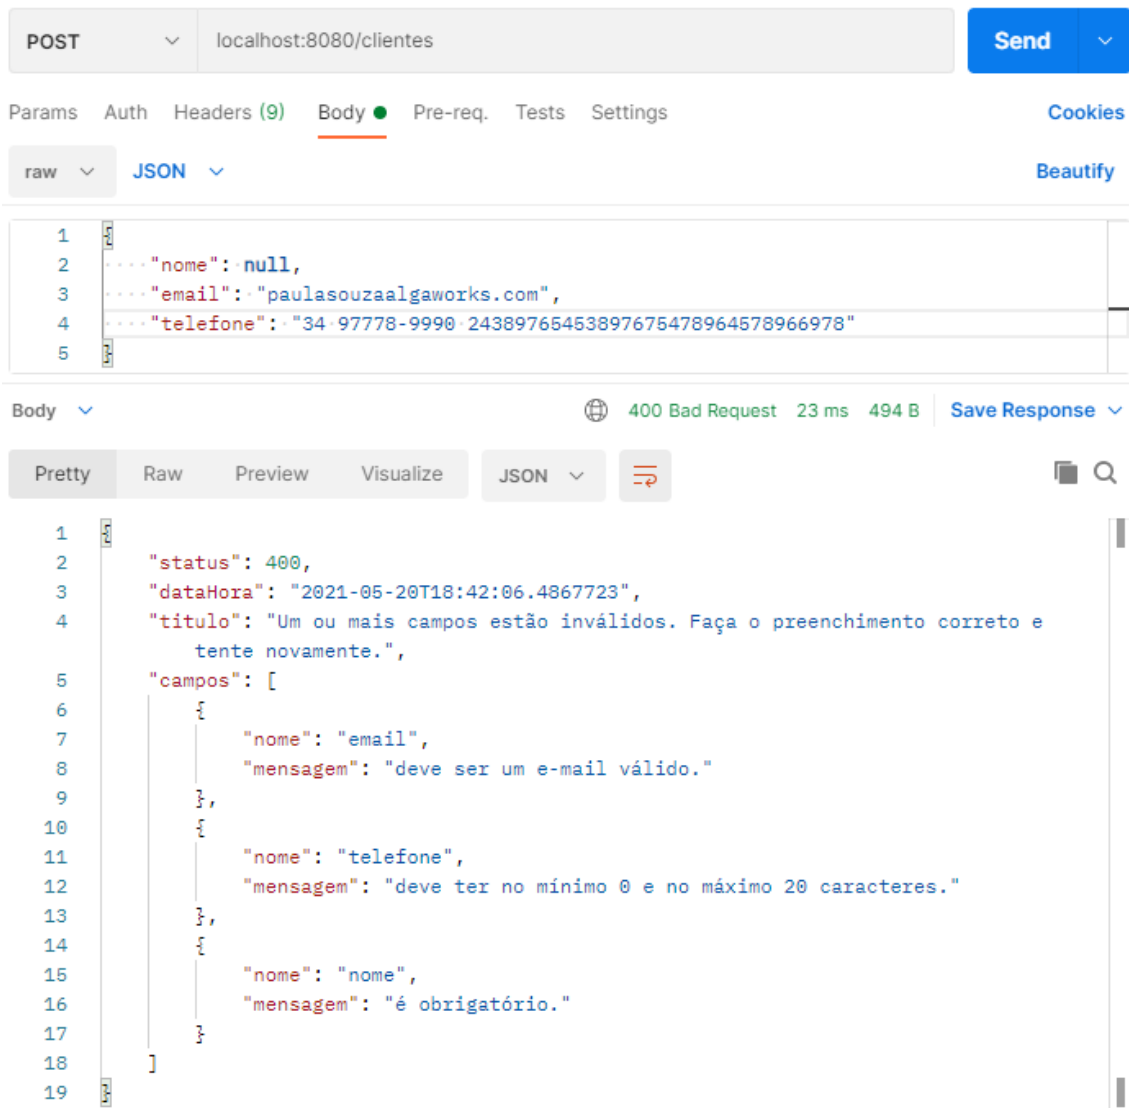 POST localhost:8080/clientes Send
Params Auth Headers (9) Body Pre-req. Tests Settings Cookies
raw JSON Beautify
1 {
2 "nome": null,
3 "email": "paulasouzaalgaworks.com",
4 "telefone": "34 97778-9990 243897654538976754789645789669​78"
5 }
Body 400 Bad Request 23 ms 494 B Save Response
Pretty Raw Preview Visualize JSON
1 {
2 "status": 400,
3 "dataHora": "2021-05-20T18:42:06.4867723",
4 "titulo": "Um ou mais campos estão inválidos. Faça o preenchimento correto e
tente novamente.",
5 "campos": [
6 {
7 "nome": "email",
8 "mensagem": "deve ser um e-mail válido."
9 },
10 {
11 "nome": "telefone",
12 "mensagem": "deve ter no mínimo 0 e no máximo 20 caracteres."
13 },
14 {
15 "nome": "nome",
16 "mensagem": "é obrigatório."
17 }
18 ]
19 }